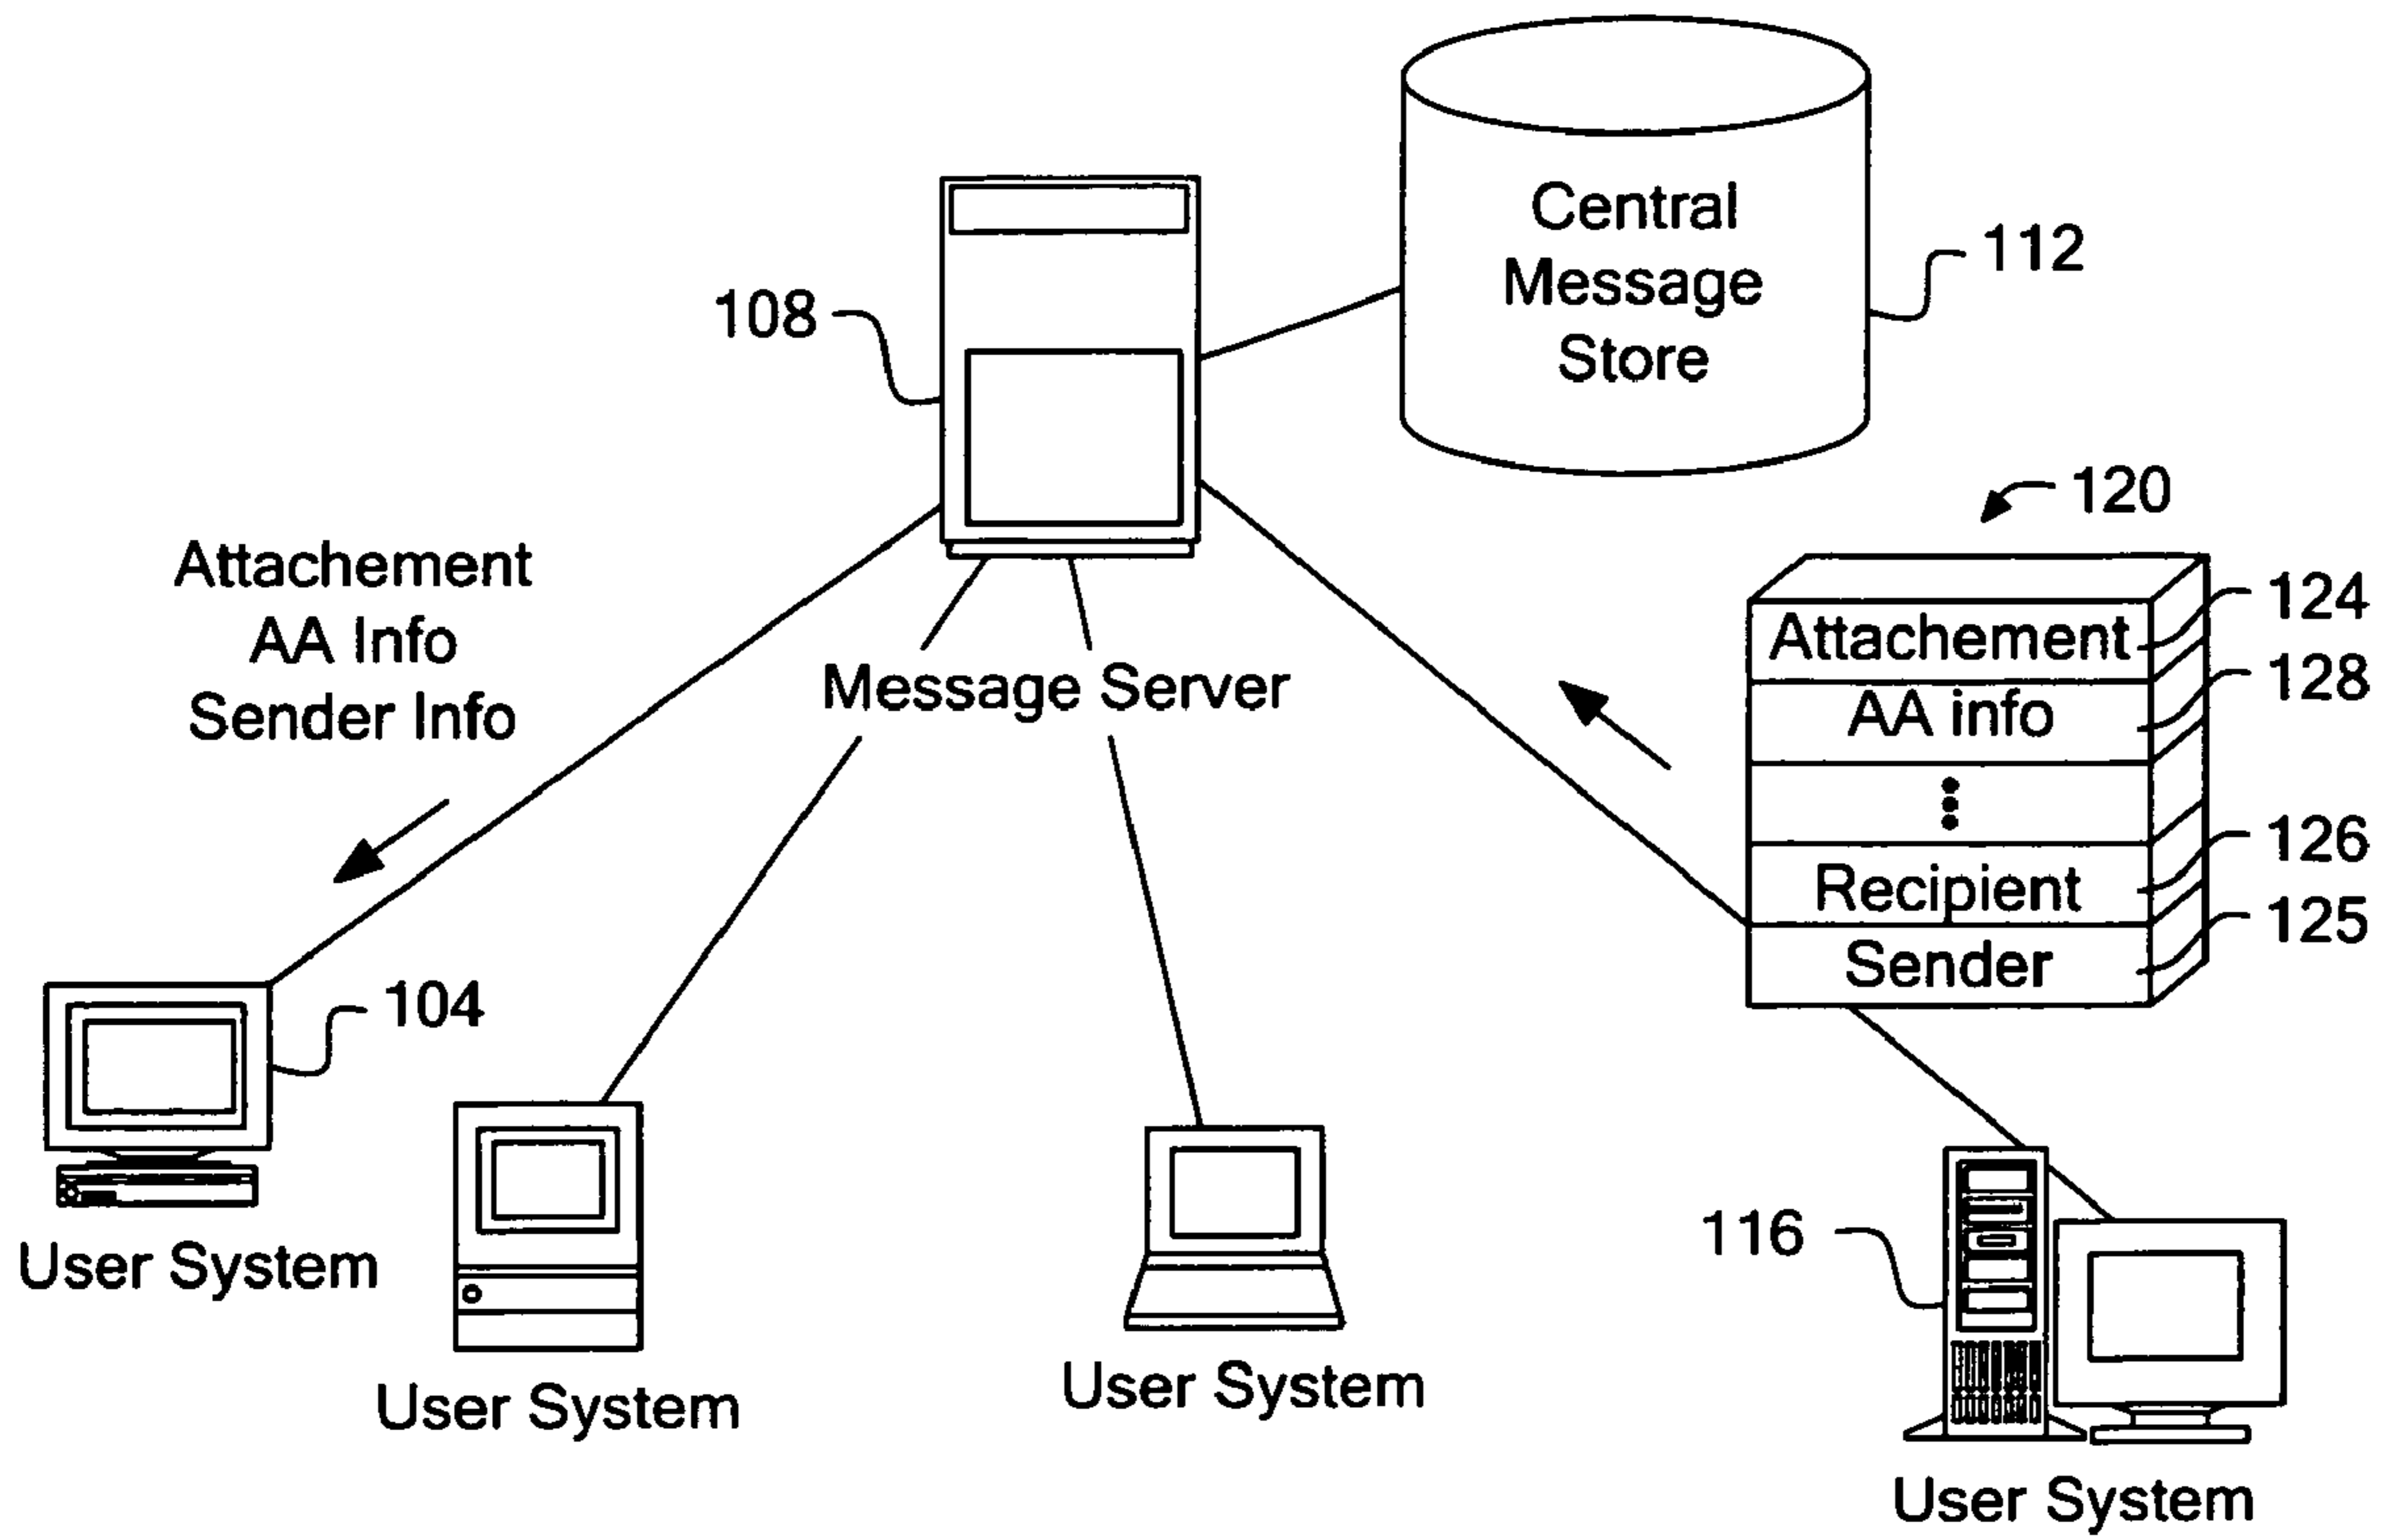 Central
Message
Store
112
108
120
Attachement
AA Info
Sender Info
Message Server
Attachement
AA info
Recipient
Sender
124
128
126
125
104
116
User System
User System
User System
User System